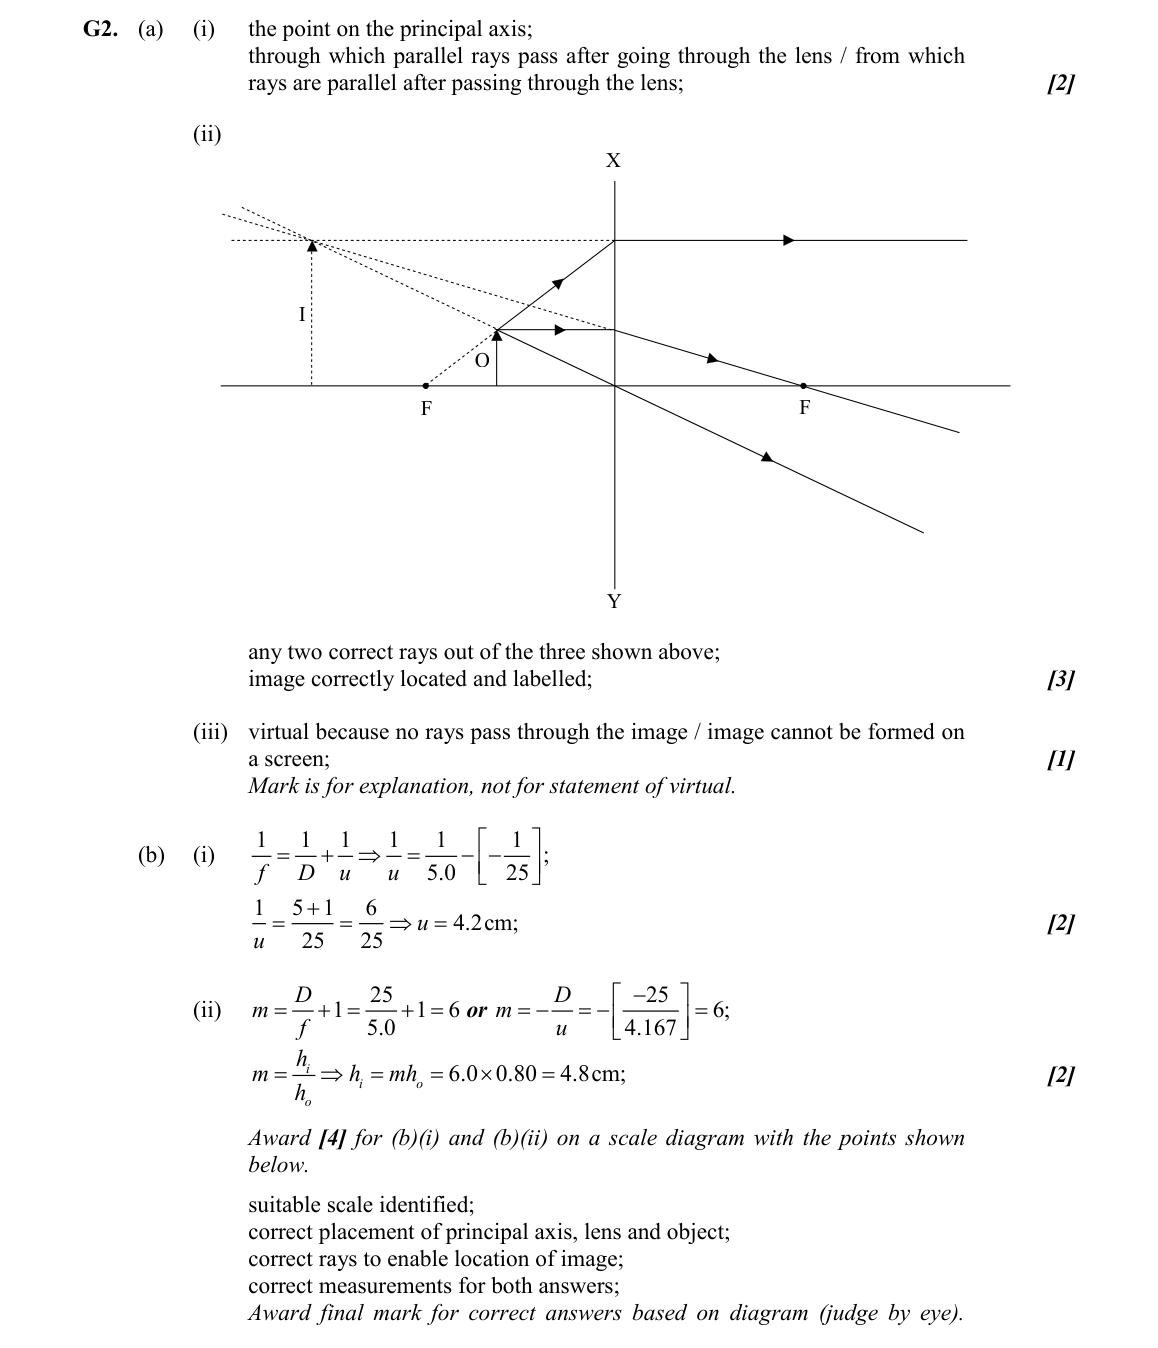 G2. (a) (i) the point on the principal axis;
through which parallel rays pass after going through the lens / from which
rays are parallel after passing through the lens; [2]
(ii)
X
I
O
F
F
Y
any two correct rays out of the three shown above;
image correctly located and labelled; [3]
(iii) virtual because no rays pass through the image / image cannot be formed on
a screen; [1]
Mark is for explanation, not for statement of virtual.
(b) (i) 1/f = 1/D + 1/u ⇒ 1/u = 1/5.0 − [−1/25];
1/u = 5+1/25 = 6/25 ⇒ u = 4.2 cm; [2]
(ii) m = D/f + 1 = 25/5.0 + 1 = 6 or m = −D/u = −[−25/4.167] = 6;
m = h_i/h_o ⇒ h_i = mh_o = 6.0 × 0.80 = 4.8 cm; [2]
Award [4] for (b)(i) and (b)(ii) on a scale diagram with the points shown
below.
suitable scale identified;
correct placement of principal axis, lens and object;
correct rays to enable location of image;
correct measurements for both answers;
Award final mark for correct answers based on diagram (judge by eye).